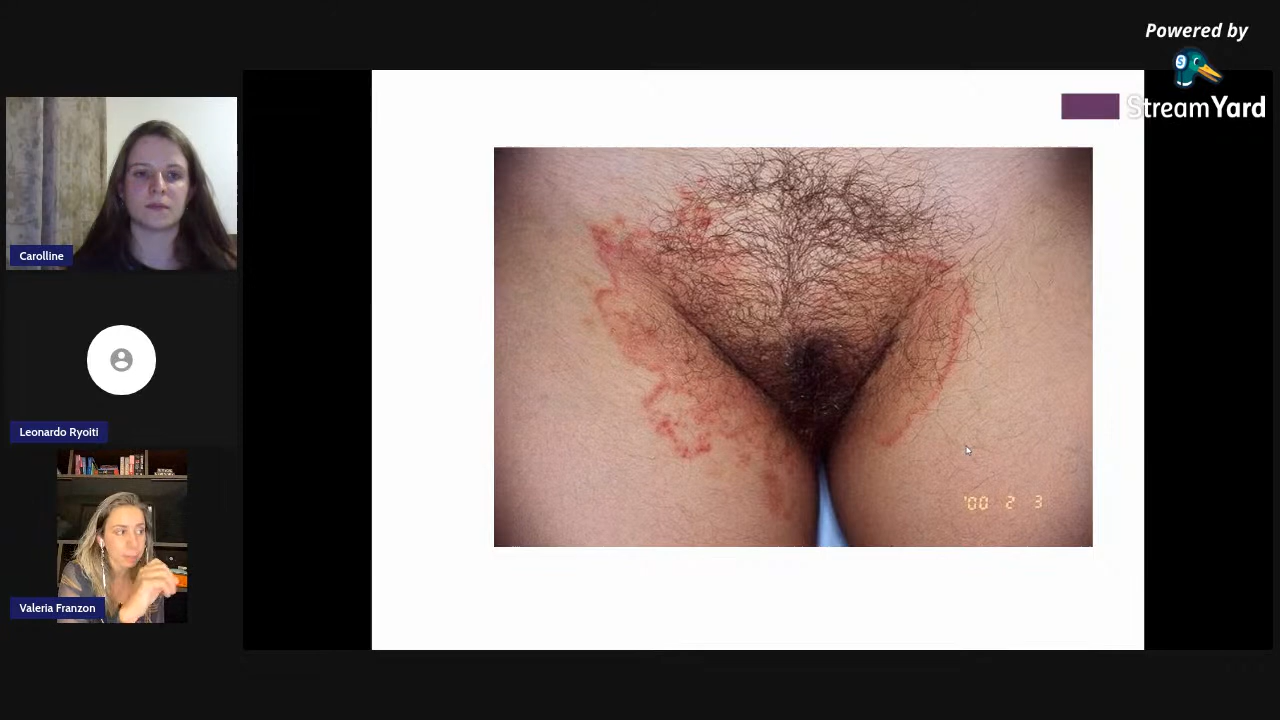 Powered by
StreamYard
Carolline
Leonardo Ryoiti
Valeria Franzon
'00 2 3